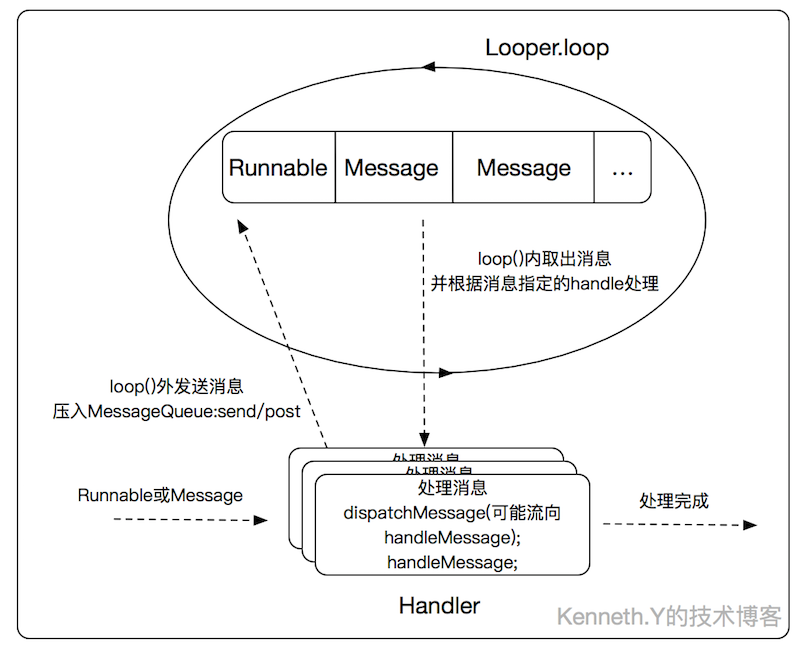 Looper.loop
Runnable
Message
Message
...
loop()内取出消息
并根据消息指定的handle处理
loop()外发送消息
压入MessageQueue:send/post
Runnable或Message
处理消息
处理消息
处理消息
dispatchMessage(可能流向
handleMessage);
handleMessage;
处理完成
Handler
Kenneth.Y的技术博客